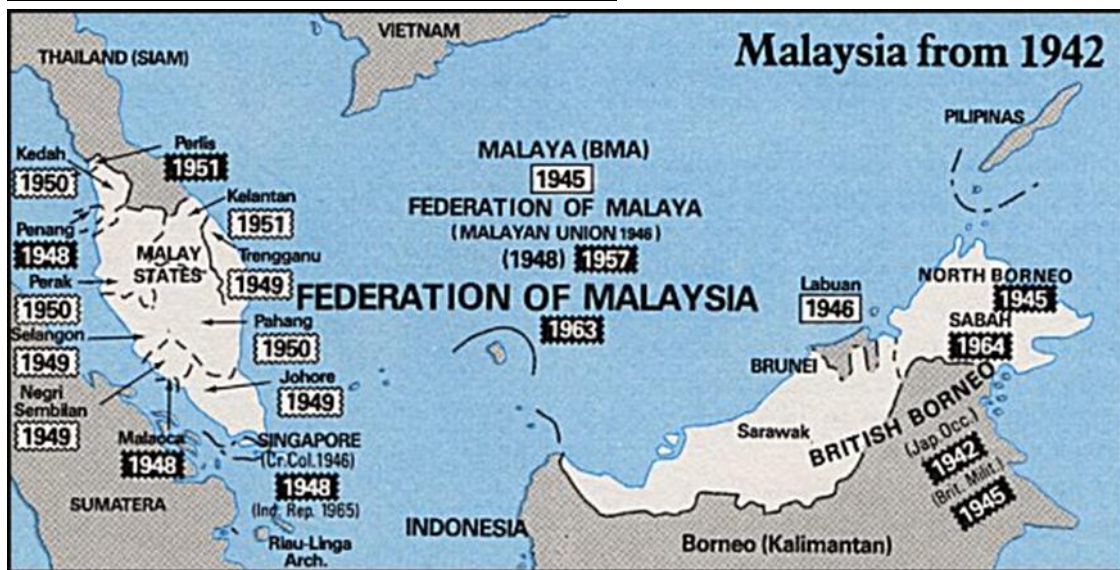 Malaysia from 1942
THAILAND (SIAM)
VIETNAM
PILIPINAS
Kedah
1950
Perlis
1951
Kelantan
1951
Penang
1948
MALAY
STATES
Trengganu
1949
Perak
1950
Selangon
1949
Pahang
1950
Negri
Sembilan
1949
Johore
1949
Malacca
1948
SINGAPORE
(Cr.Col.1946)
1948
(Ind. Rep. 1965)
SUMATERA
Riau-Linga
Arch.
MALAYA (BMA)
1945
FEDERATION OF MALAYA
(MALAYAN UNION 1946)
(1948) 1957
FEDERATION OF MALAYSIA
1963
Labuan
1946
NORTH BORNEO
1945
SABAH
1964
BRUNEI
Sarawak
BRITISH BORNEO
(Jap.Occ.)
1942
(Brit. Milit.)
1945
INDONESIA
Borneo (Kalimantan)